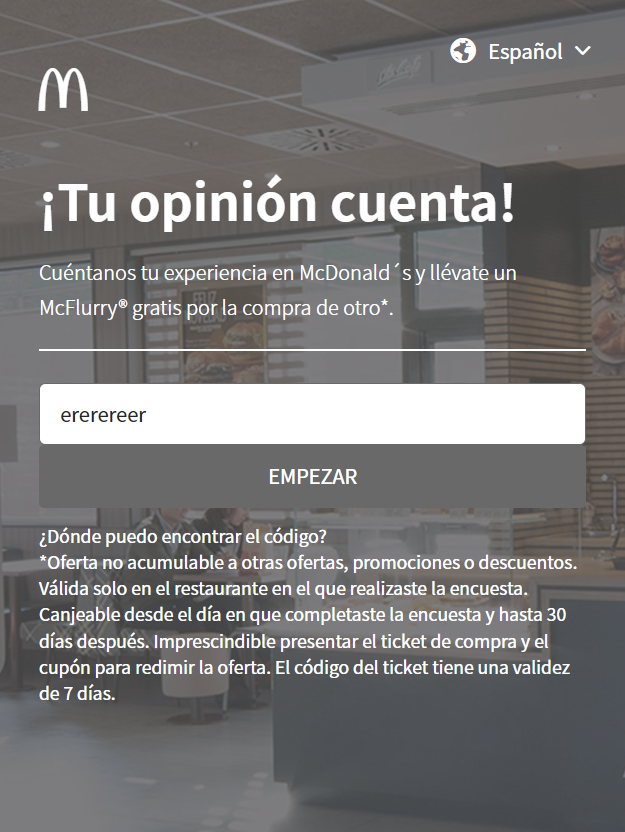 Español
¡Tu opinión cuenta!
Cuéntanos tu experiencia en McDonald´s y llévate un
McFlurry® gratis por la compra de otro*.
ererereer
EMPEZAR
¿Dónde puedo encontrar el código?
*Oferta no acumulable a otras ofertas, promociones o descuentos.
Válida solo en el restaurante en el que realizaste la encuesta.
Canjeable desde el día en que completaste la encuesta y hasta 30
días después. Imprescindible presentar el ticket de compra y el
cupón para redimir la oferta. El código del ticket tiene una validez
de 7 días.